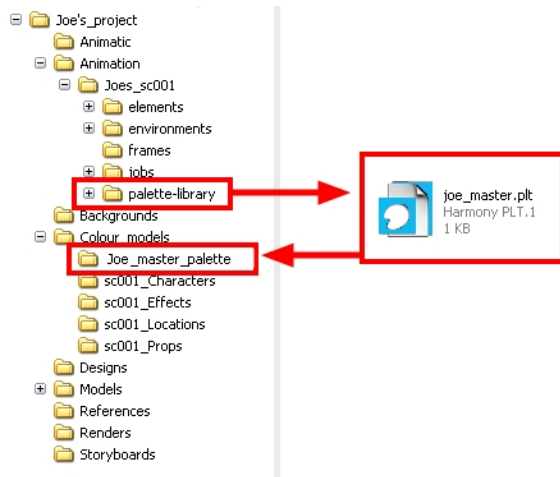 Joe's_project
Animatic
Animation
Joes_sc001
elements
environments
frames
jobs
palette-library
Backgrounds
Colour_models
Joe_master_palette
sc001_Characters
sc001_Effects
sc001_Locations
sc001_Props
Designs
Models
References
Renders
Storyboards
joe_master.plt
Harmony PLT.1
1 KB